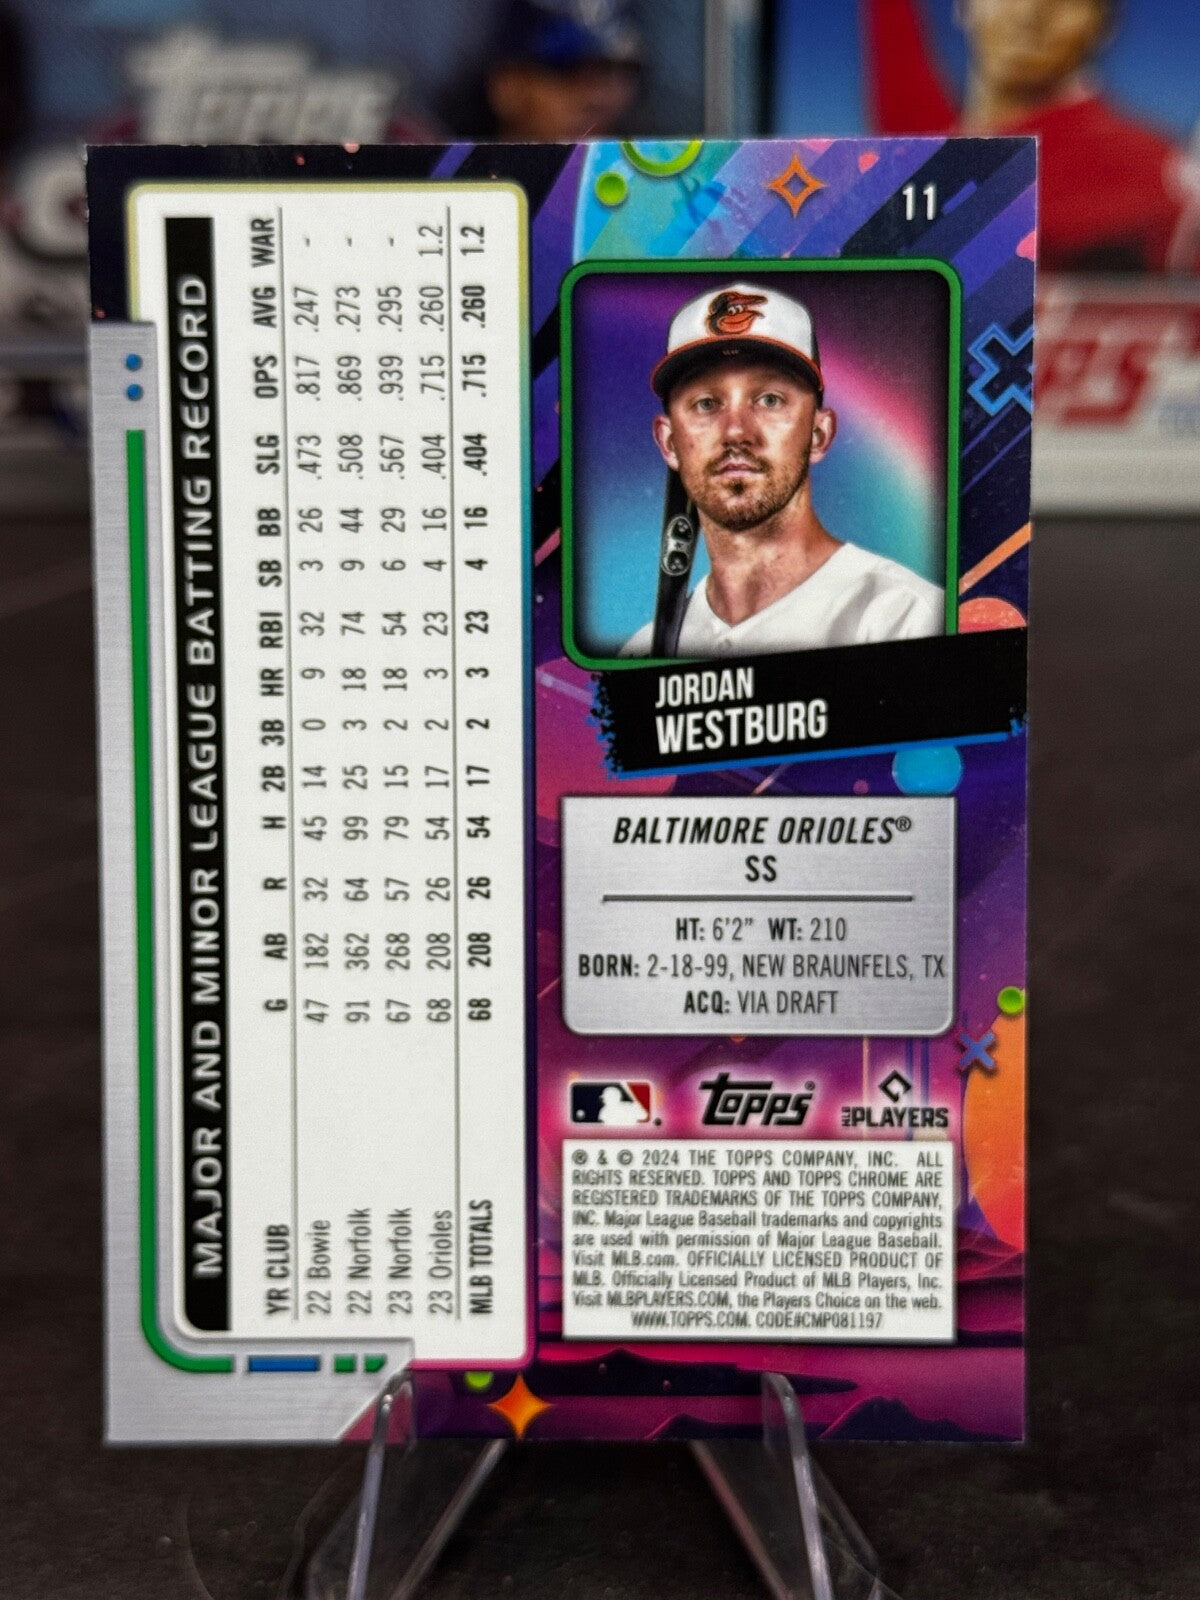 Topps
11
JORDAN
WESTBURG
BALTIMORE ORIOLES®
SS
HT: 6'2" WT: 210
BORN: 2-18-99, NEW BRAUNFELS, TX
ACQ: VIA DRAFT
topps®
MLB PLAYERS
® & © 2024 THE TOPPS COMPANY, INC. ALL
RIGHTS RESERVED. TOPPS AND TOPPS CHROME ARE
REGISTERED TRADEMARKS OF THE TOPPS COMPANY,
INC. Major League Baseball trademarks and copyrights
are used with permission of Major League Baseball.
Visit MLB.com. OFFICIALLY LICENSED PRODUCT OF
MLB. Officially Licensed Product of MLB Players, Inc.
Visit MLBPLAYERS.COM, the Players Choice on the web.
WWW.TOPPS.COM. CODE#CMP081197
MAJOR AND MINOR LEAGUE BATTING RECORD
YR CLUB G AB R H 2B 3B HR RBI SB BB SLG OPS AVG WAR
22 Bowie 47 182 32 45 14 0 9 32 3 26 .473 .817 .247 -
22 Norfolk 91 362 64 99 25 3 18 74 9 44 .508 .869 .273 -
23 Norfolk 67 268 57 79 15 2 18 54 6 29 .567 .939 .295 -
23 Orioles 68 208 26 54 17 2 3 23 4 16 .404 .715 .260 1.2
MLB TOTALS 68 208 26 54 17 2 3 23 4 16 .404 .715 .260 1.2